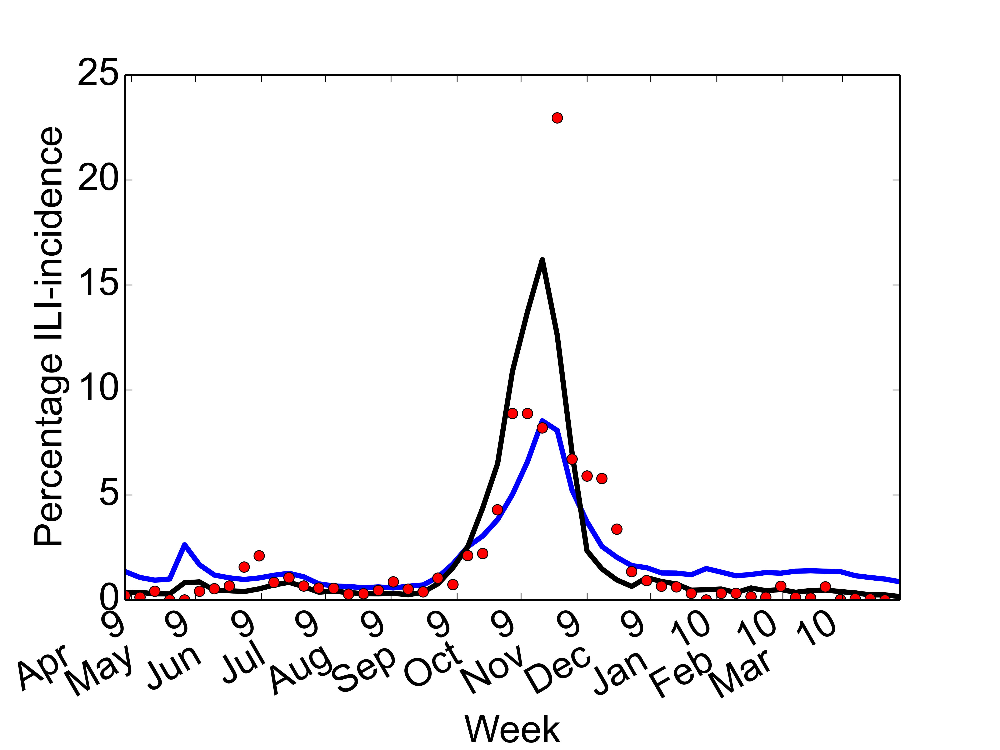 Percentage ILI-incidence
25
20
15
10
5
0
Apr 9
May 9
Jun 9
Jul 9
Aug 9
Sep 9
Oct 9
Nov 9
Dec 9
Jan 10
Feb 10
Mar 10
Week